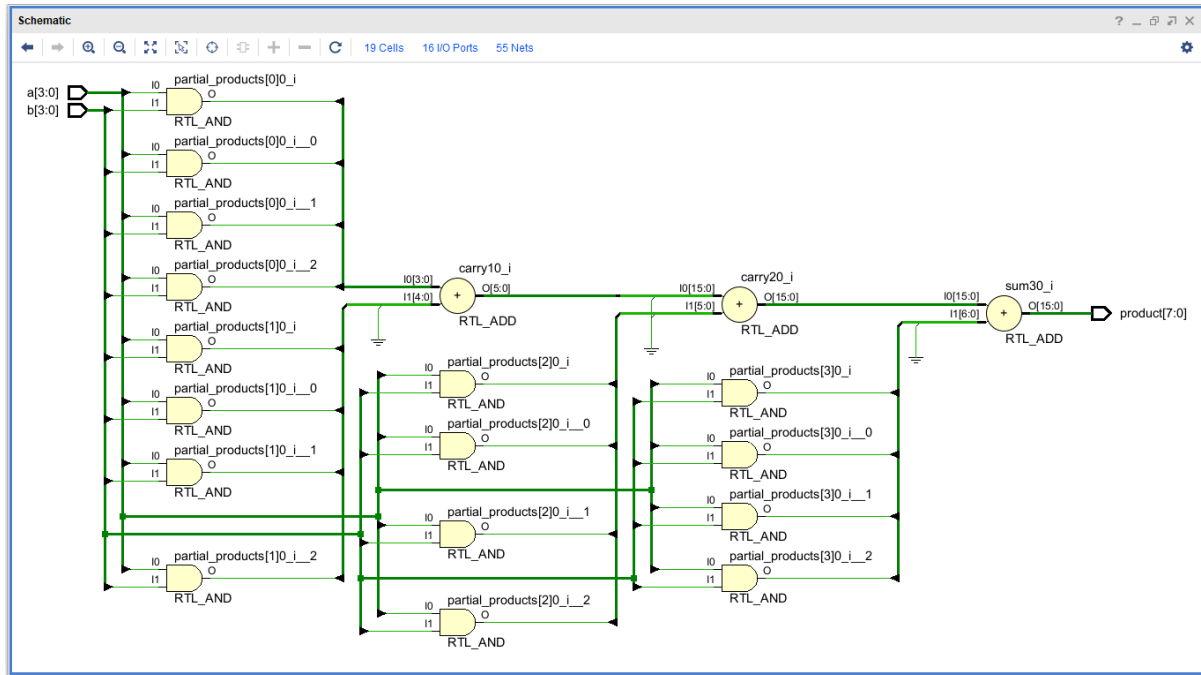 Schematic
19 Cells 16 I/O Ports 55 Nets
a[3:0]
b[3:0]
partial_products[0]0_i
I0
I1
O
RTL_AND
partial_products[0]0_i__0
I0
I1
O
RTL_AND
partial_products[0]0_i__1
I0
I1
O
RTL_AND
partial_products[0]0_i__2
I0
I1
O
RTL_AND
partial_products[1]0_i
I0
I1
O
RTL_AND
partial_products[1]0_i__0
I0
I1
O
RTL_AND
partial_products[1]0_i__1
I0
I1
O
RTL_AND
partial_products[1]0_i__2
I0
I1
O
RTL_AND
carry10_i
I0[3:0]
I1[4:0]
O[5:0]
+
RTL_ADD
partial_products[2]0_i
I0
I1
O
RTL_AND
partial_products[2]0_i__0
I0
I1
O
RTL_AND
partial_products[2]0_i__1
I0
I1
O
RTL_AND
partial_products[2]0_i__2
I0
I1
O
RTL_AND
carry20_i
I0[15:0]
I1[5:0]
O[15:0]
+
RTL_ADD
partial_products[3]0_i
I0
I1
O
RTL_AND
partial_products[3]0_i__0
I0
I1
O
RTL_AND
partial_products[3]0_i__1
I0
I1
O
RTL_AND
partial_products[3]0_i__2
I0
I1
O
RTL_AND
sum30_i
I0[15:0]
I1[6:0]
O[15:0]
+
RTL_ADD
product[7:0]